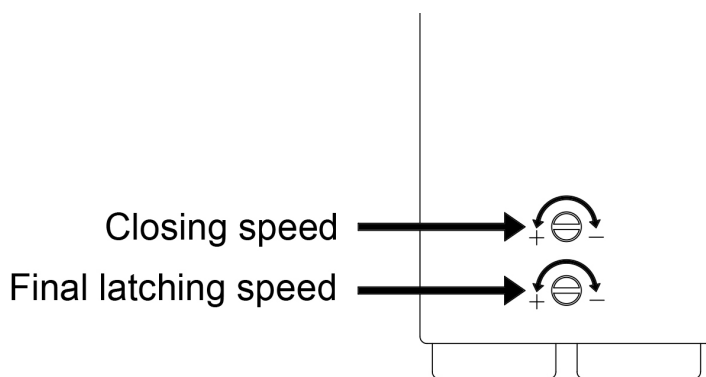 Closing speed
+ −
Final latching speed
+ −